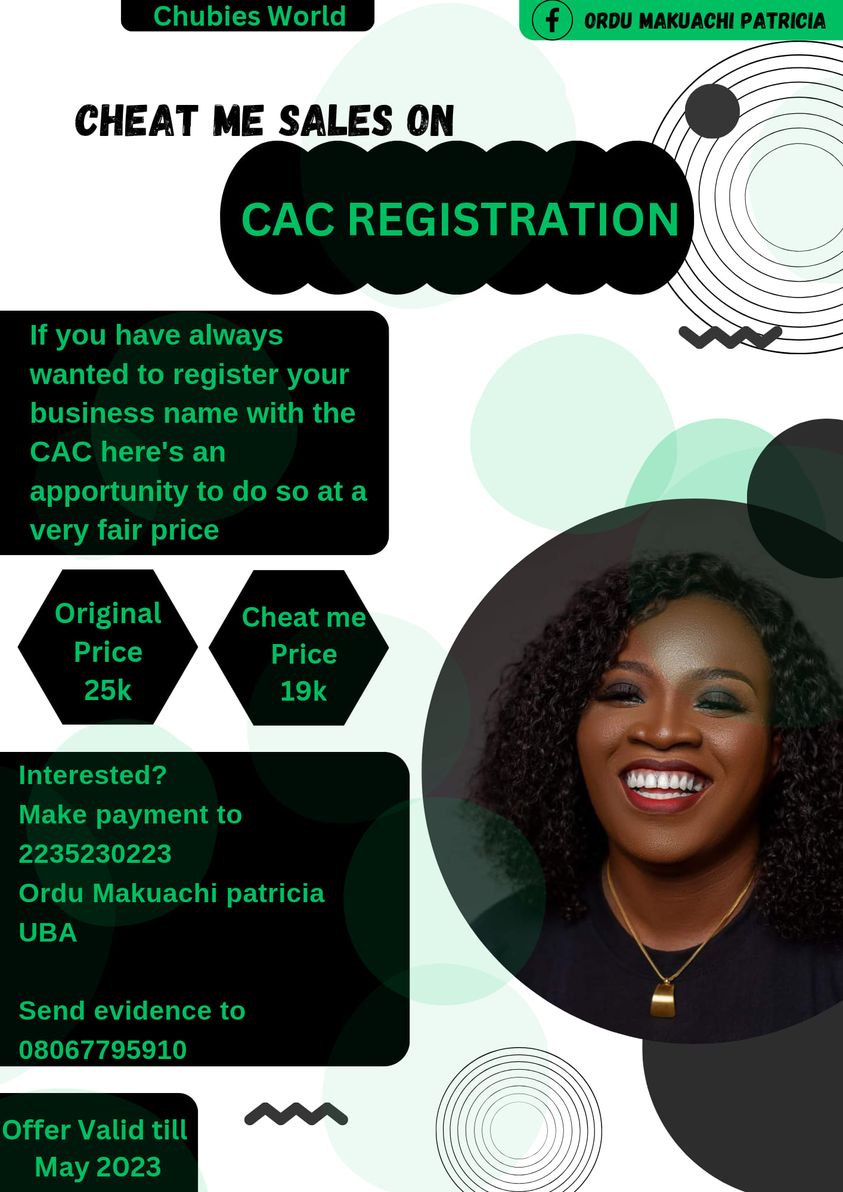 Chubies World
ORDU MAKUACHI PATRICIA
CHEAT ME SALES ON
CAC REGISTRATION
If you have always
wanted to register your
business name with the
CAC here's an
apportunity to do so at a
very fair price
Original
Price
25k
Cheat me
Price
19k
Interested?
Make payment to
2235230223
Ordu Makuachi patricia
UBA
Send evidence to
08067795910
Offer Valid till
May 2023